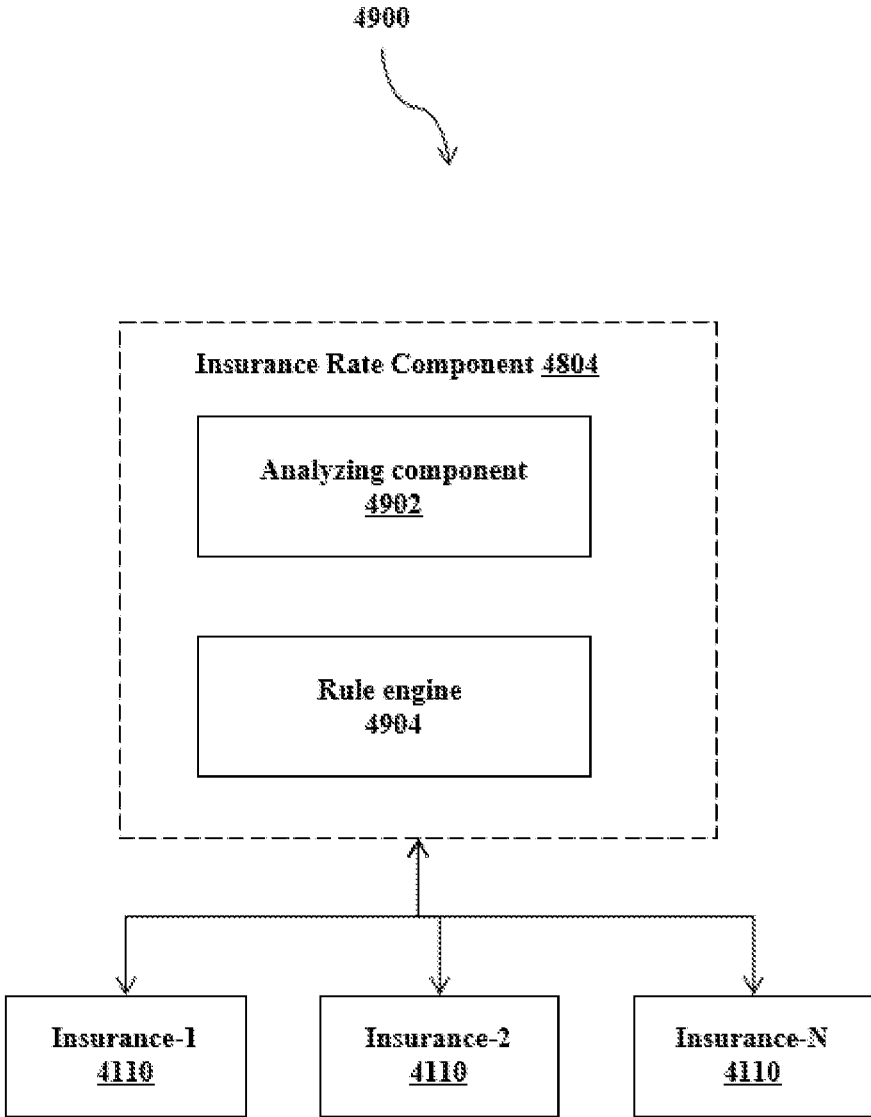 4900
Insurance Rate Component 4804
Analyzing component
4902
Rule engine
4904
Insurance-1
4110
Insurance-2
4110
Insurance-N
4110